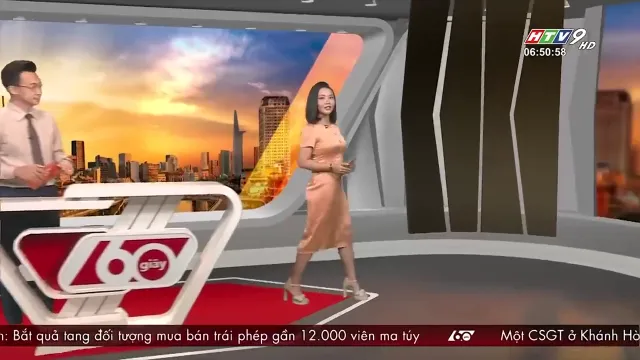 HTV9 HD
06:50:58
60 giây
n: Bắt quả tang đối tượng mua bán trái phép gần 12.000 viên ma túy 60 Một CSGT ở Khánh Hò